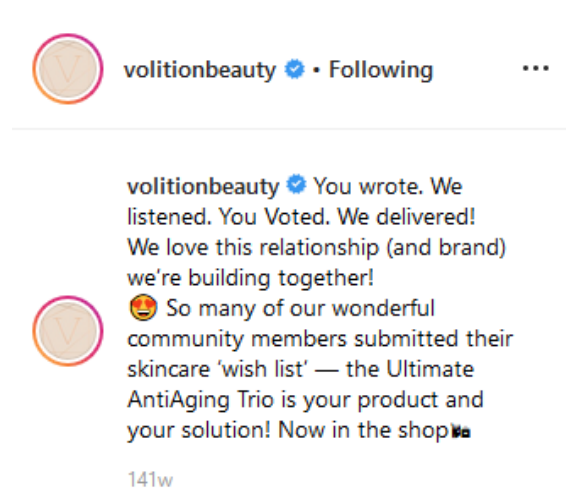 volitionbeauty • Following
volitionbeauty You wrote. We
listened. You Voted. We delivered!
We love this relationship (and brand)
we're building together!
😍 So many of our wonderful
community members submitted their
skincare 'wish list' — the Ultimate
AntiAging Trio is your product and
your solution! Now in the shop
141w